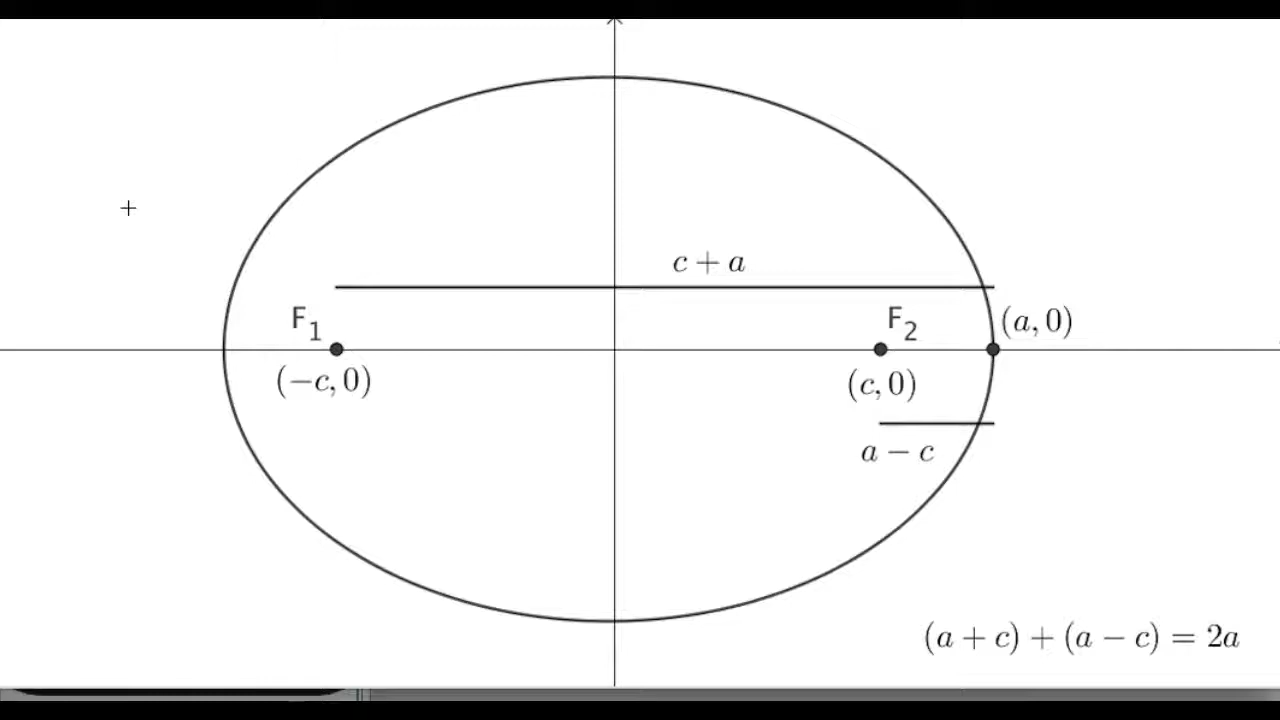 c + a
F₁
F₂
(a, 0)
(−c, 0)
(c, 0)
a − c
(a + c) + (a − c) = 2a